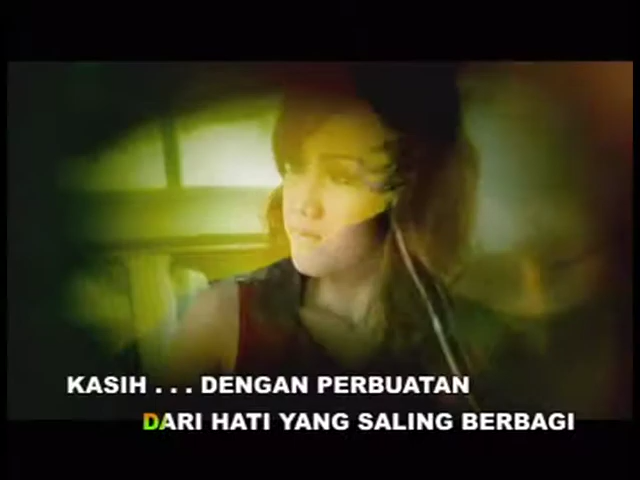 KASIH . . . DENGAN PERBUATAN
DARI HATI YANG SALING BERBAGI